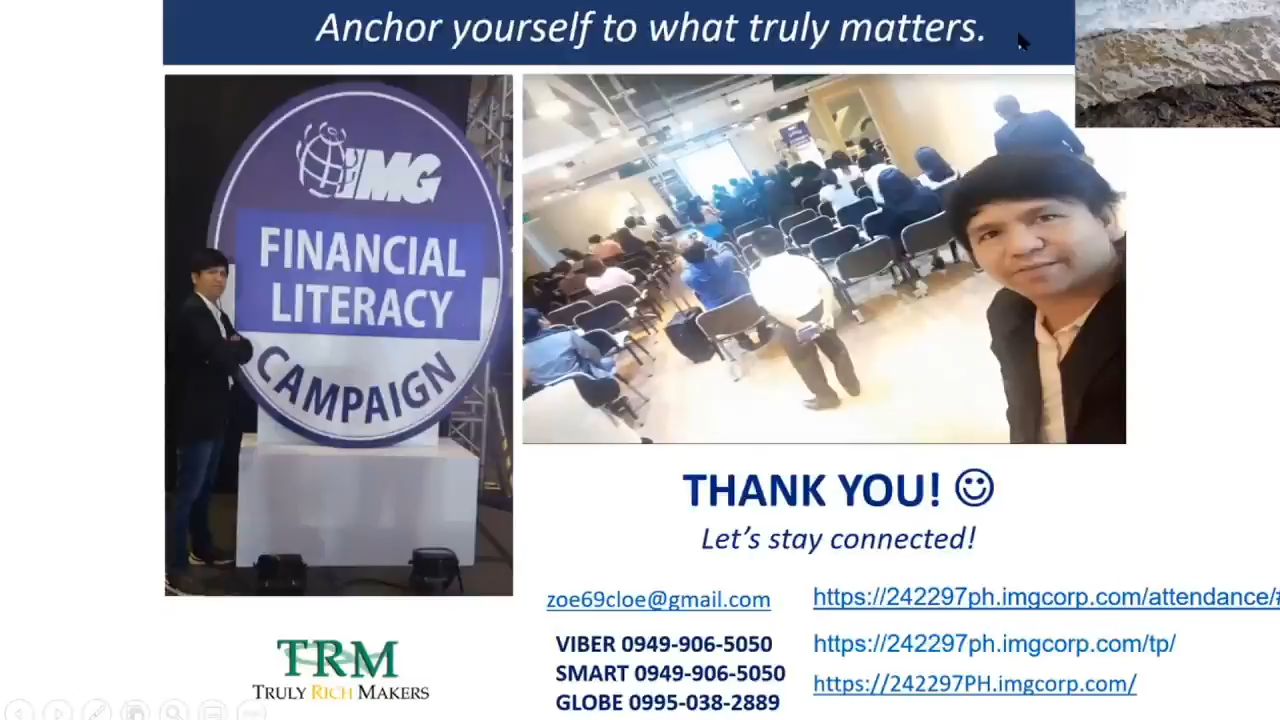 Anchor yourself to what truly matters.
IMG
FINANCIAL
LITERACY
CAMPAIGN
THANK YOU! ☺
Let's stay connected!
zoe69cloe@gmail.com
https://242297ph.imgcorp.com/attendance/#
VIBER 0949-906-5050
https://242297ph.imgcorp.com/tp/
SMART 0949-906-5050
https://242297PH.imgcorp.com/
GLOBE 0995-038-2889
TRM
TRULY RICH MAKERS